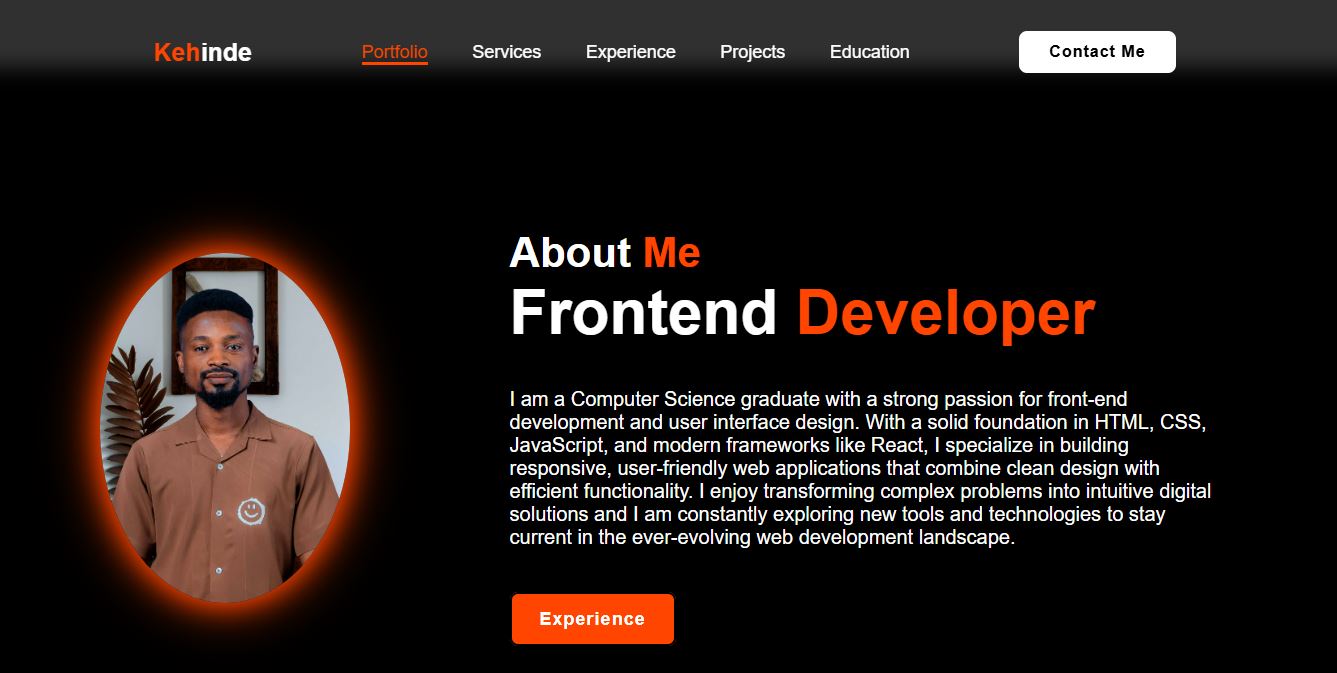 Kehinde
Portfolio
Services
Experience
Projects
Education
Contact Me
About Me
Frontend Developer
I am a Computer Science graduate with a strong passion for front-end
development and user interface design. With a solid foundation in HTML, CSS,
JavaScript, and modern frameworks like React, I specialize in building
responsive, user-friendly web applications that combine clean design with
efficient functionality. I enjoy transforming complex problems into intuitive digital
solutions and I am constantly exploring new tools and technologies to stay
current in the ever-evolving web development landscape.
Experience